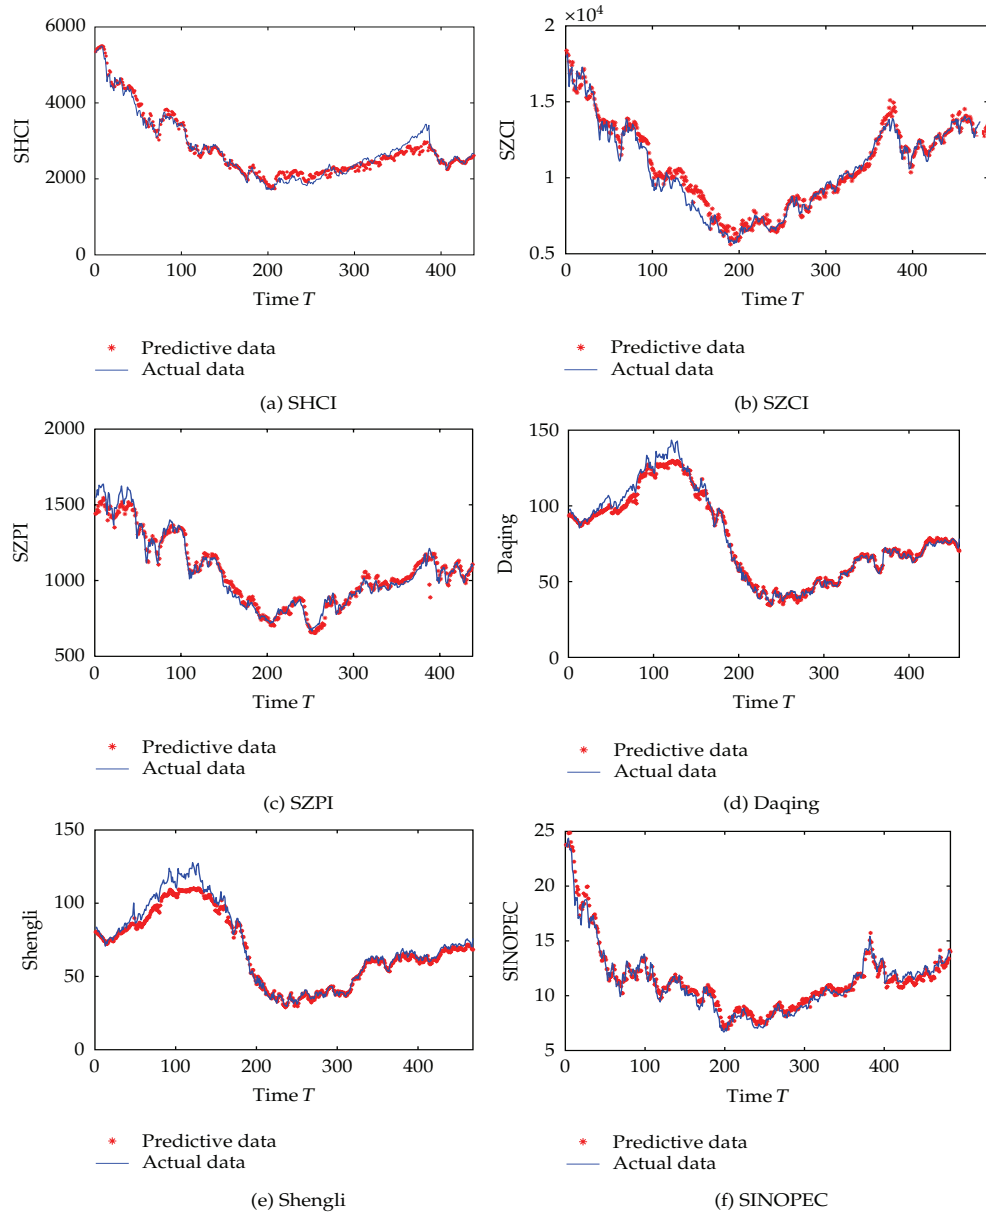 6000
4000
2000
0
SHCI
0 100 200 300 400
Time T
Predictive data
Actual data
(a) SHCI
×10⁴
2
1.5
1
0.5
SZCI
0 100 200 300 400
Time T
Predictive data
Actual data
(b) SZCI
2000
1500
1000
500
SZPI
0 100 200 300 400
Time T
Predictive data
Actual data
(c) SZPI
150
100
50
0
Daqing
0 100 200 300 400
Time T
Predictive data
Actual data
(d) Daqing
150
100
50
0
Shengli
0 100 200 300 400
Time T
Predictive data
Actual data
(e) Shengli
25
20
15
10
5
SINOPEC
0 100 200 300 400
Time T
Predictive data
Actual data
(f) SINOPEC